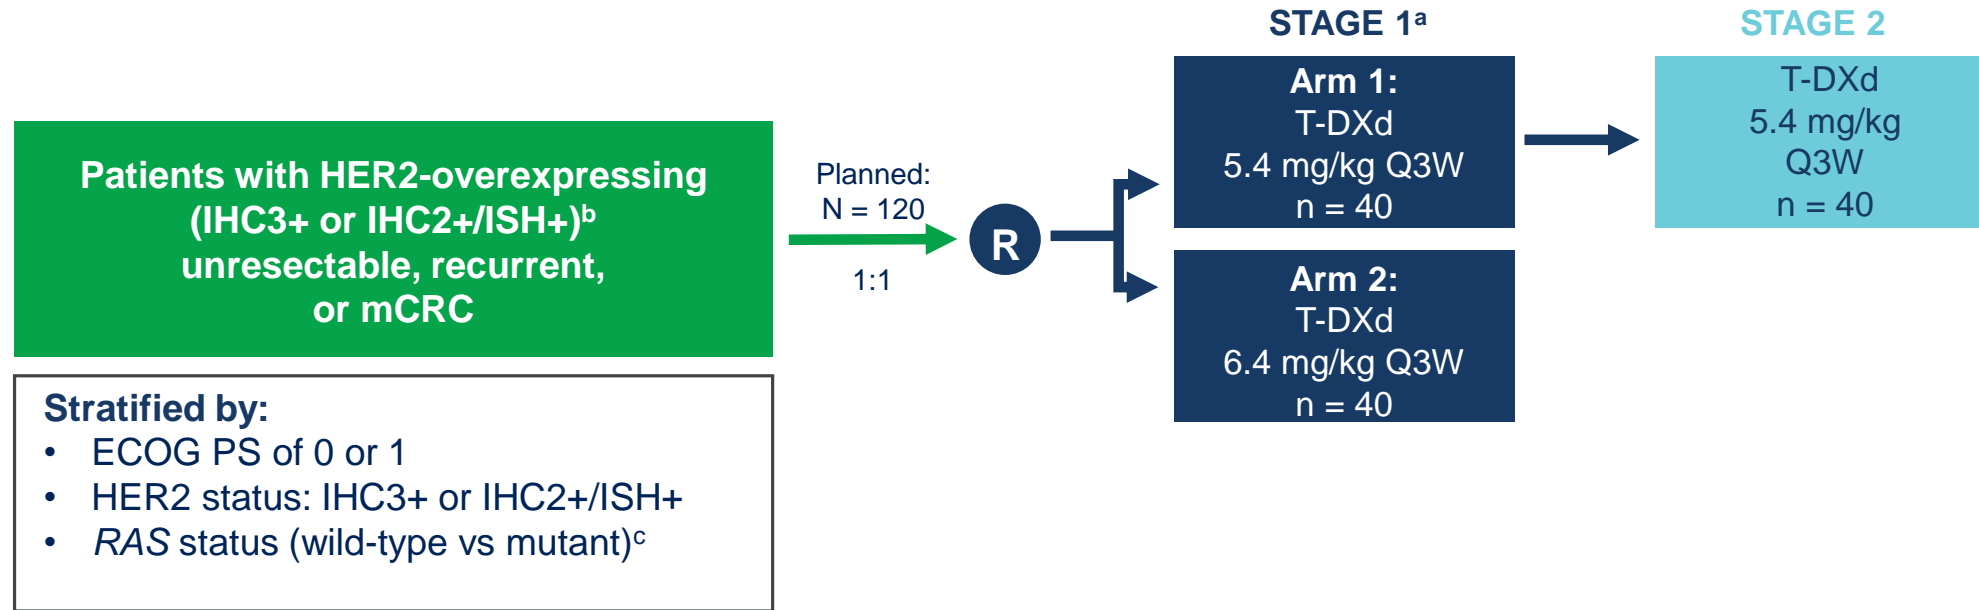 Patients with HER2-overexpressing
(IHC3+ or IHC2+/ISH+)ᵇ
unresectable, recurrent,
or mCRC
Stratified by:
• ECOG PS of 0 or 1
• HER2 status: IHC3+ or IHC2+/ISH+
• RAS status (wild-type vs mutant)ᶜ
Planned:
N = 120
1:1
R
STAGE 1ᵃ
Arm 1:
T-DXd
5.4 mg/kg Q3W
n = 40
Arm 2:
T-DXd
6.4 mg/kg Q3W
n = 40
STAGE 2
T-DXd
5.4 mg/kg
Q3W
n = 40